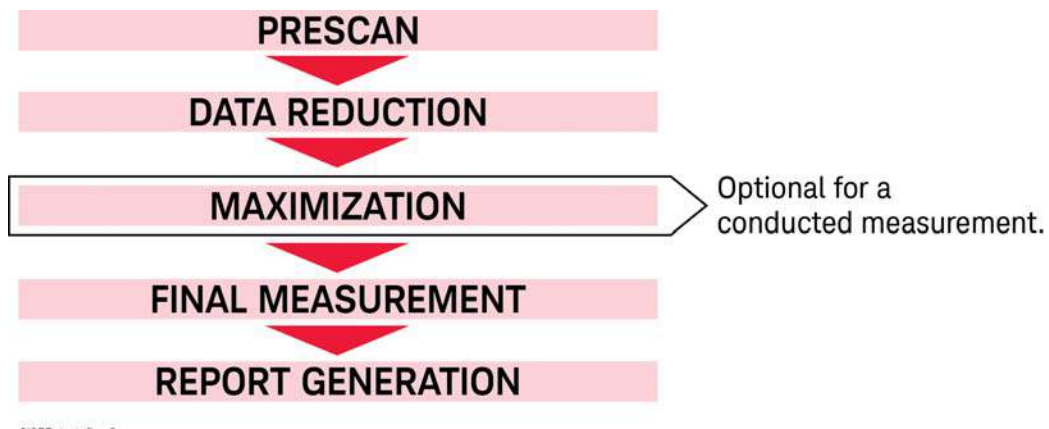 PRESCAN
DATA REDUCTION
MAXIMIZATION
Optional for a
conducted measurement.
FINAL MEASUREMENT
REPORT GENERATION